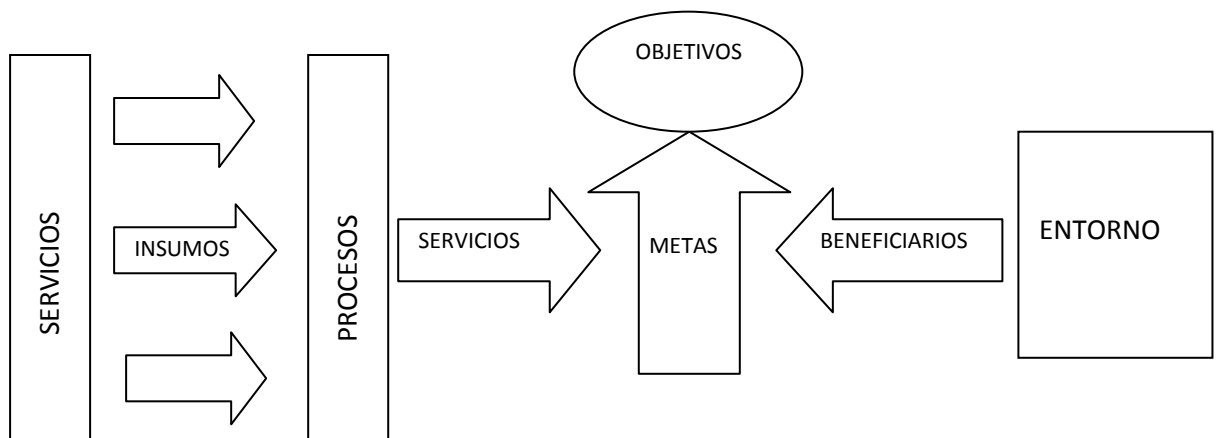 OBJETIVOS
SERVICIOS
INSUMOS
PROCESOS
SERVICIOS
METAS
BENEFICIARIOS
ENTORNO